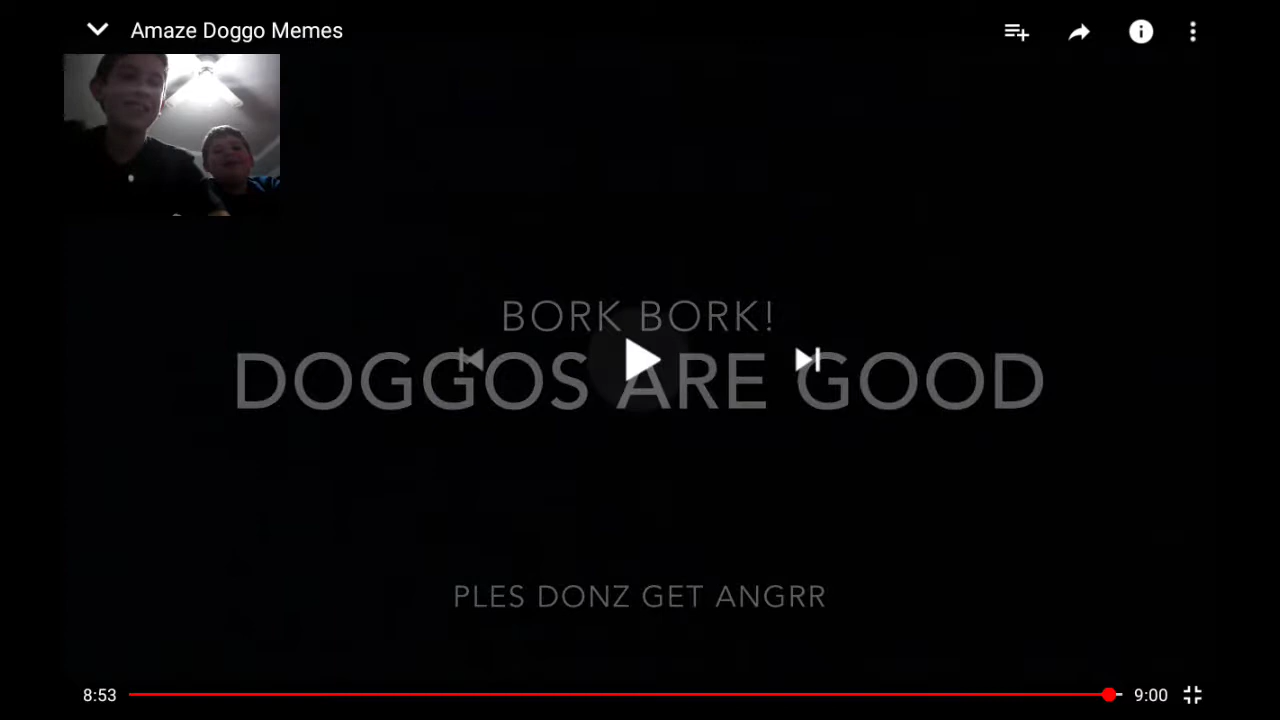 Amaze Doggo Memes
BORK BORK!
DOGGOS ARE GOOD
PLES DONZ GET ANGRR
8:53
9:00